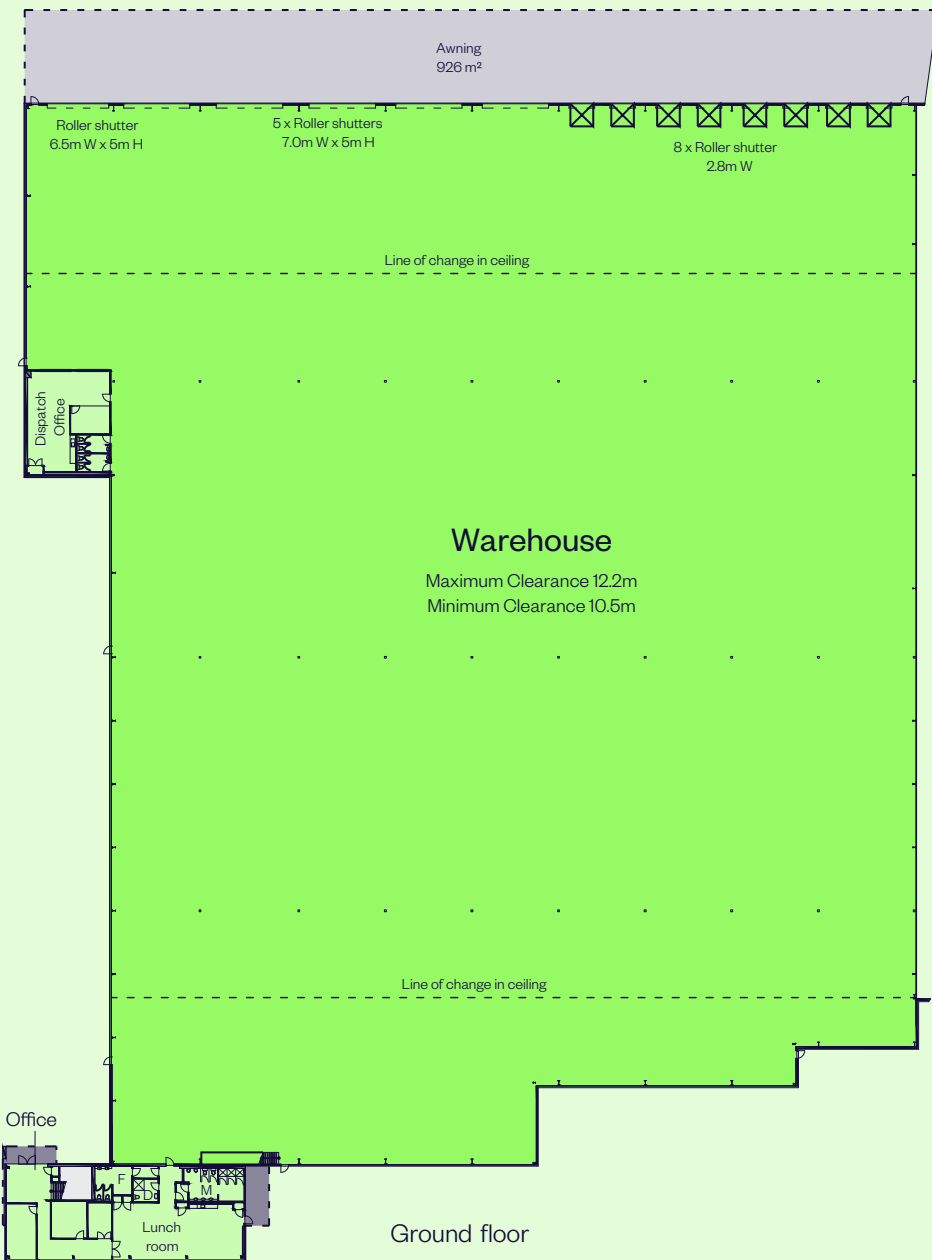 Awning
926 m²
Roller shutter
6.5m W x 5m H
5 x Roller shutters
7.0m W x 5m H
8 x Roller shutter
2.8m W
Line of change in ceiling
Dispatch
Office
Warehouse
Maximum Clearance 12.2m
Minimum Clearance 10.5m
Line of change in ceiling
Office
F
D
M
Lunch
room
Ground floor